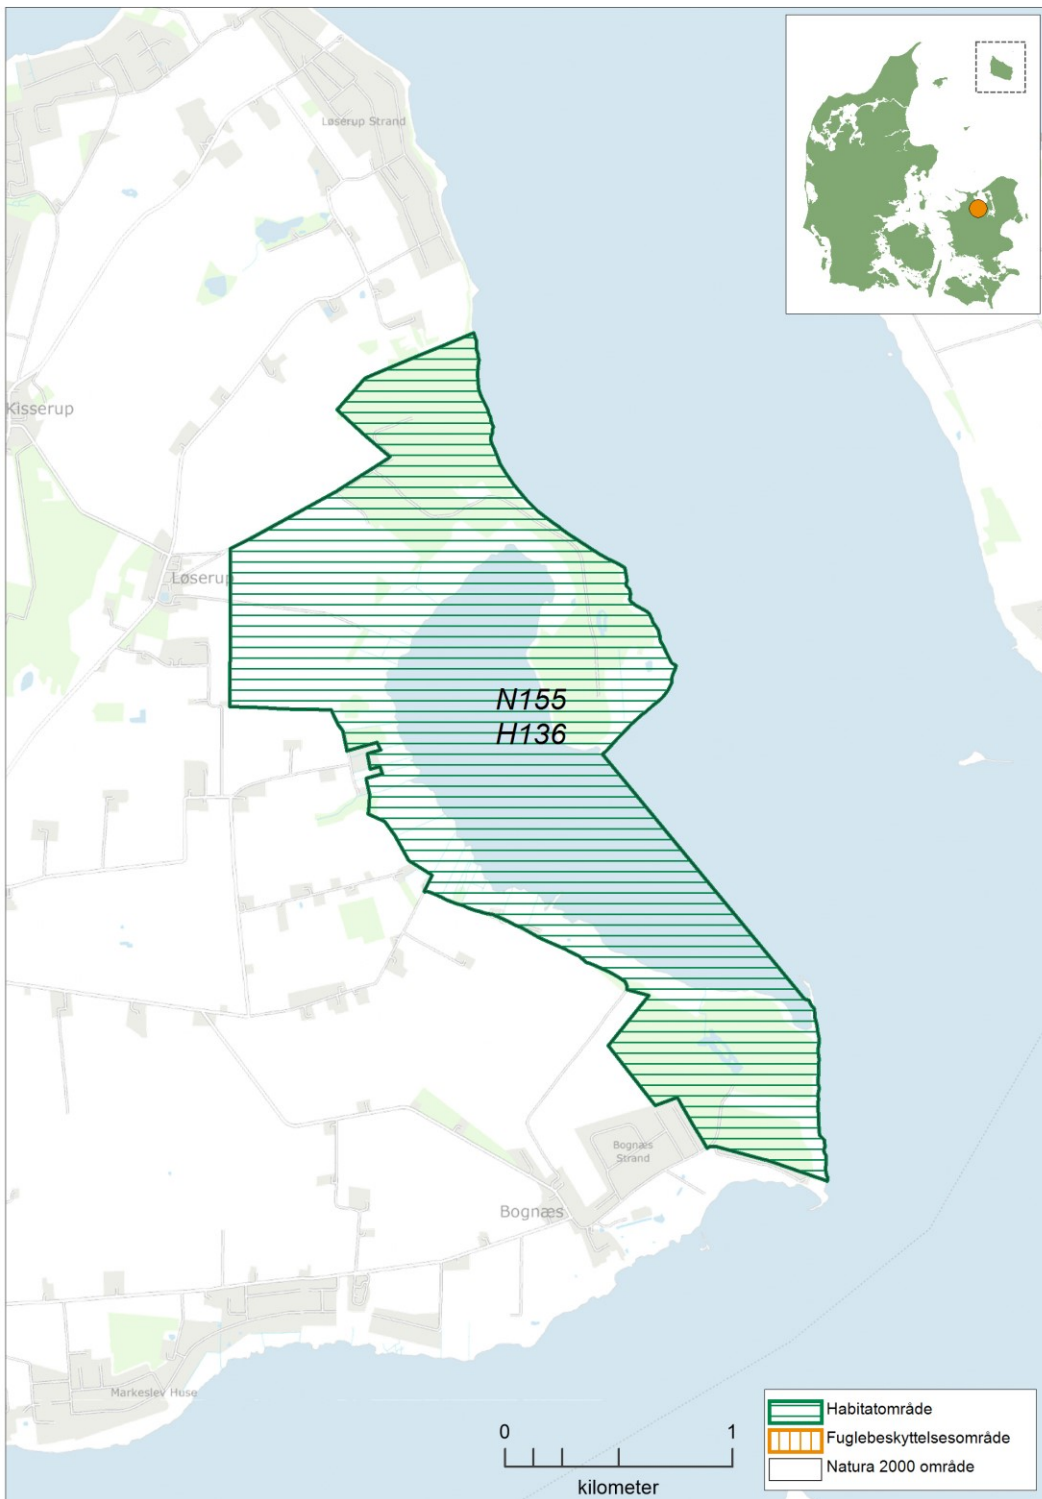 Løserup Strand
Kisserup
Løserup
N155
H136
Bognæs
Strand
Bognæs
Markeslev Huse
0 1
kilometer
Habitatområde
Fuglebeskyttelsesområde
Natura 2000 område